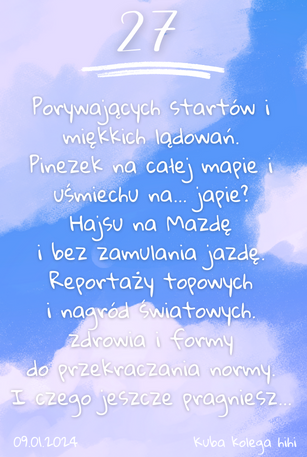 27
Porywających startów i
miękkich lądowań.
Pinezek na całej mapie i
uśmiechu na... japie?
Hajsu na Mazdę
i bez zamulania jazdę.
Reportaży topowych
i nagród światowych.
Zdrowia i formy
do przekraczania normy.
I czego jeszcze pragniesz...
09.01.2024
Kuba kolega hihi